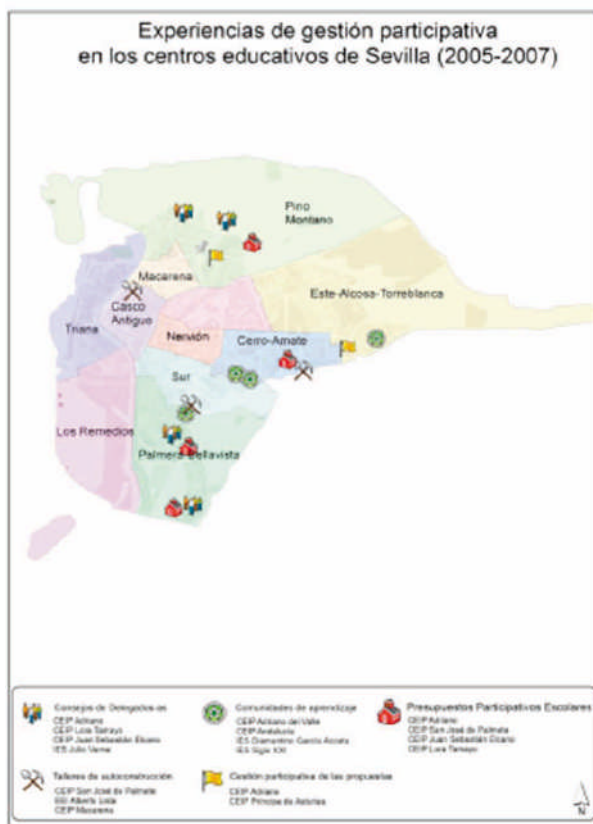 Experiencias de gestión participativa
en los centros educativos de Sevilla (2005-2007)
Pino
Montano
Macarena
Este-Alcosa-Torreblanca
Casco
Antiguo
Triana
Nervión
Cerro-Amate
Sur
Los Remedios
Palmera-Bellavista
Consejos de Delegados-as
CEIP Adriano
CEIP Lora Tamayo
CEIP Juan Sebastián Elcano
IES Julio Verne
Comunidades de aprendizaje
CEIP Adriano del Valle
CEIP Andalucía
IES Diamantino García Acosta
IES Siglo XXI
Presupuestos Participativos Escolares
CEIP Adriano
CEIP San José de Palmete
CEIP Juan Sebastián Elcano
CEIP Lora Tamayo
Talleres de autoconstrucción
CEIP San José de Palmete
EEI Alberto Lista
CEIP Macarena
Gestión participativa de las propuestas
CEIP Adriano
CEIP Príncipe de Asturias
N